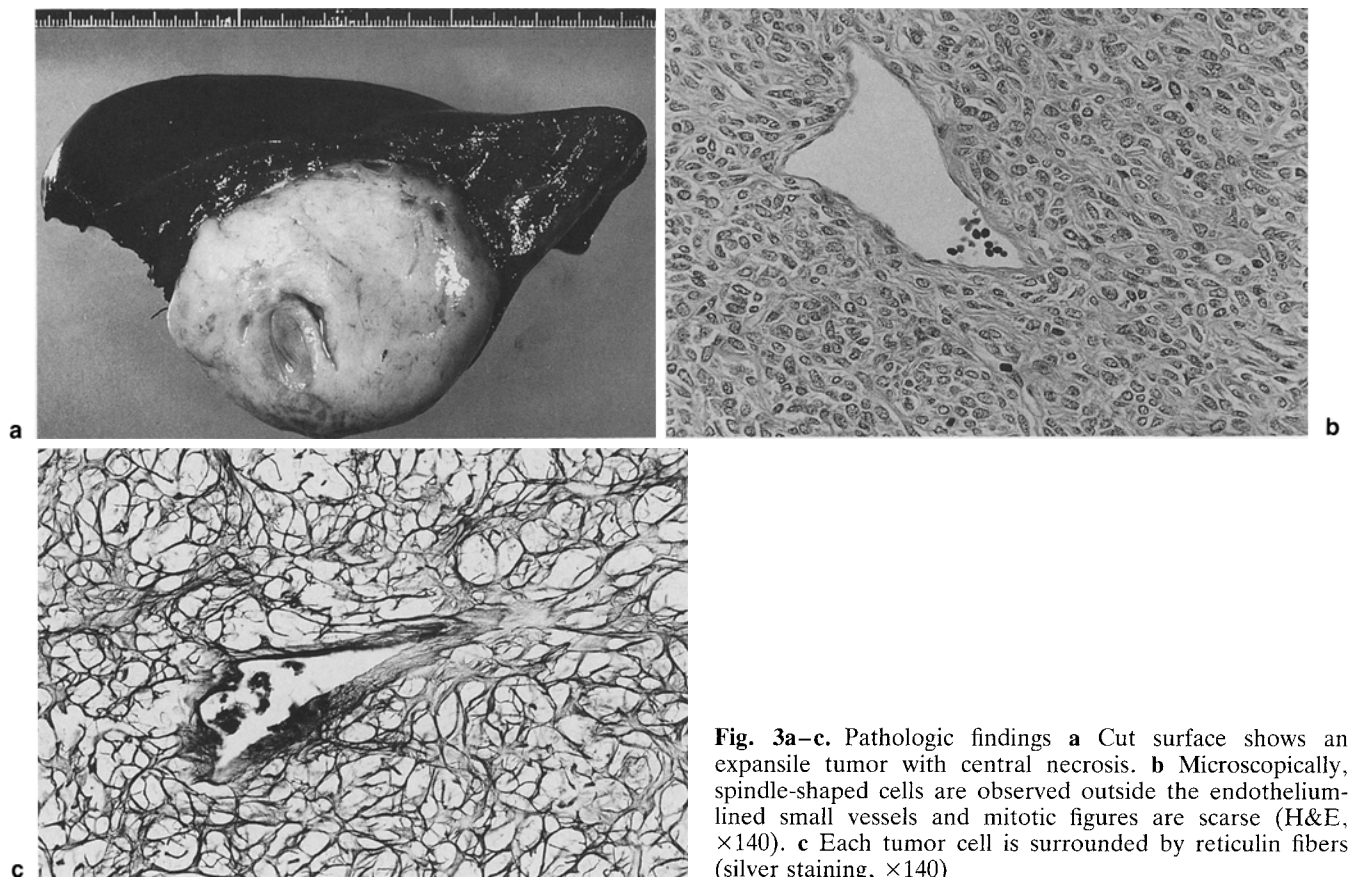 a
b
c
Fig. 3a–c. Pathologic findings a Cut surface shows an
expansile tumor with central necrosis. b Microscopically,
spindle-shaped cells are observed outside the endothelium-
lined small vessels and mitotic figures are scarse (H&E,
×140). c Each tumor cell is surrounded by reticulin fibers
(silver staining, ×140)